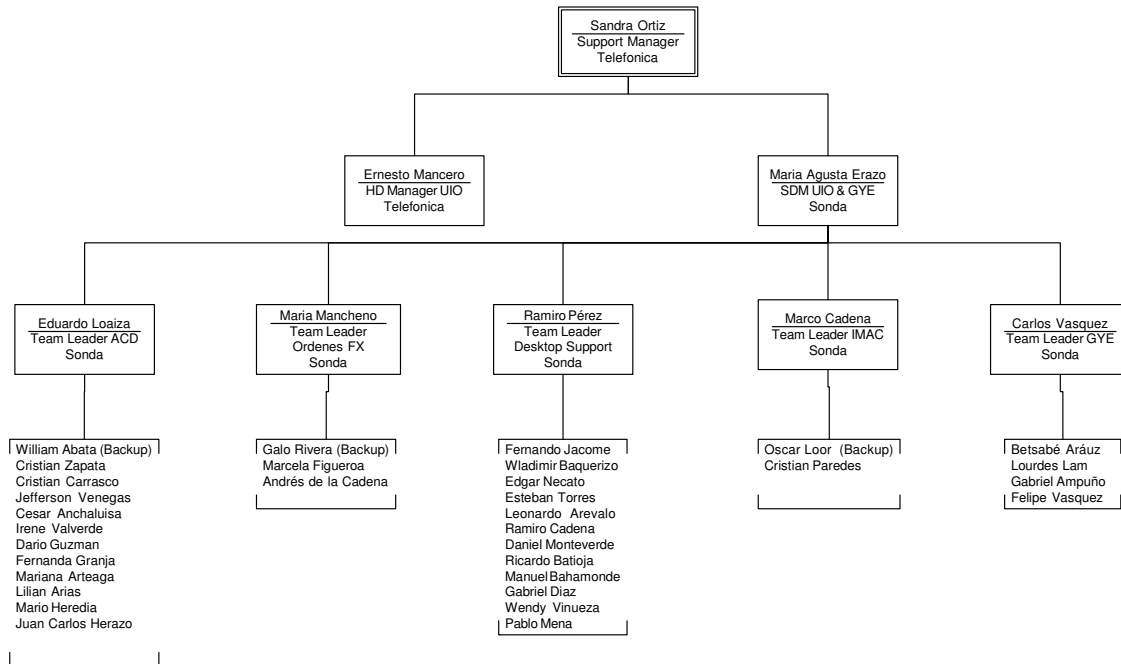 Sandra Ortiz
Support Manager
Telefonica
Ernesto Mancero
HD Manager UIO
Telefonica
Maria Agusta Erazo
SDM UIO & GYE
Sonda
Eduardo Loaiza
Team Leader ACD
Sonda
Maria Mancheno
Team Leader
Ordenes FX
Sonda
Ramiro Pérez
Team Leader
Desktop Support
Sonda
Marco Cadena
Team Leader IMAC
Sonda
Carlos Vasquez
Team Leader GYE
Sonda
William Abata (Backup)
Cristian Zapata
Cristian Carrasco
Jefferson Venegas
Cesar Anchaluisa
Irene Valverde
Dario Guzman
Fernanda Granja
Mariana Arteaga
Lilian Arias
Mario Heredia
Juan Carlos Herazo
Galo Rivera (Backup)
Marcela Figueroa
Andrés de la Cadena
Fernando Jacome
Wladimir Baquerizo
Edgar Necato
Esteban Torres
Leonardo Arevalo
Ramiro Cadena
Daniel Monteverde
Ricardo Batioja
Manuel Bahamonde
Gabriel Diaz
Wendy Vinueza
Pablo Mena
Oscar Loor (Backup)
Cristian Paredes
Betsabé Aráuz
Lourdes Lam
Gabriel Ampuño
Felipe Vasquez